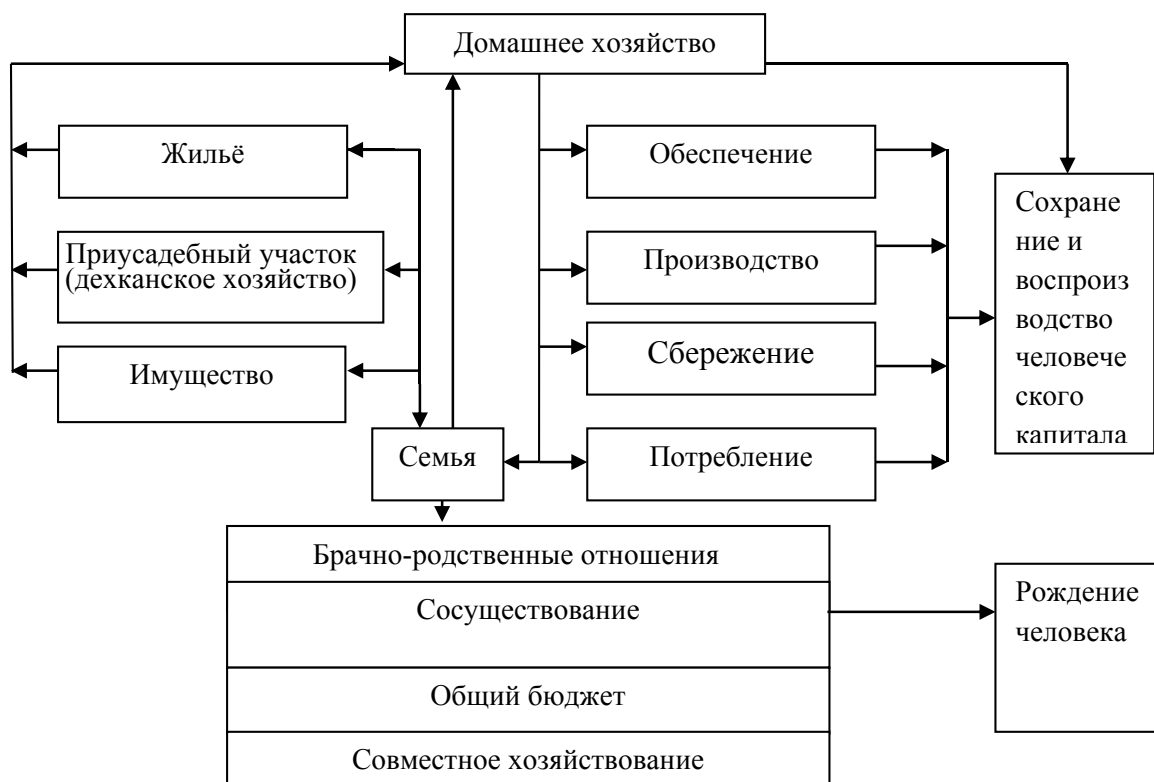 Домашнее хозяйство
Жильё
Обеспечение
Приусадебный участок
(дехканское хозяйство)
Производство
Имущество
Сбережение
Сохране
ние и
воспроиз
водство
человече
ского
капитала
Семья
Потребление
Брачно-родственные отношения
Сосуществование
Общий бюджет
Совместное хозяйствование
Рождение
человека